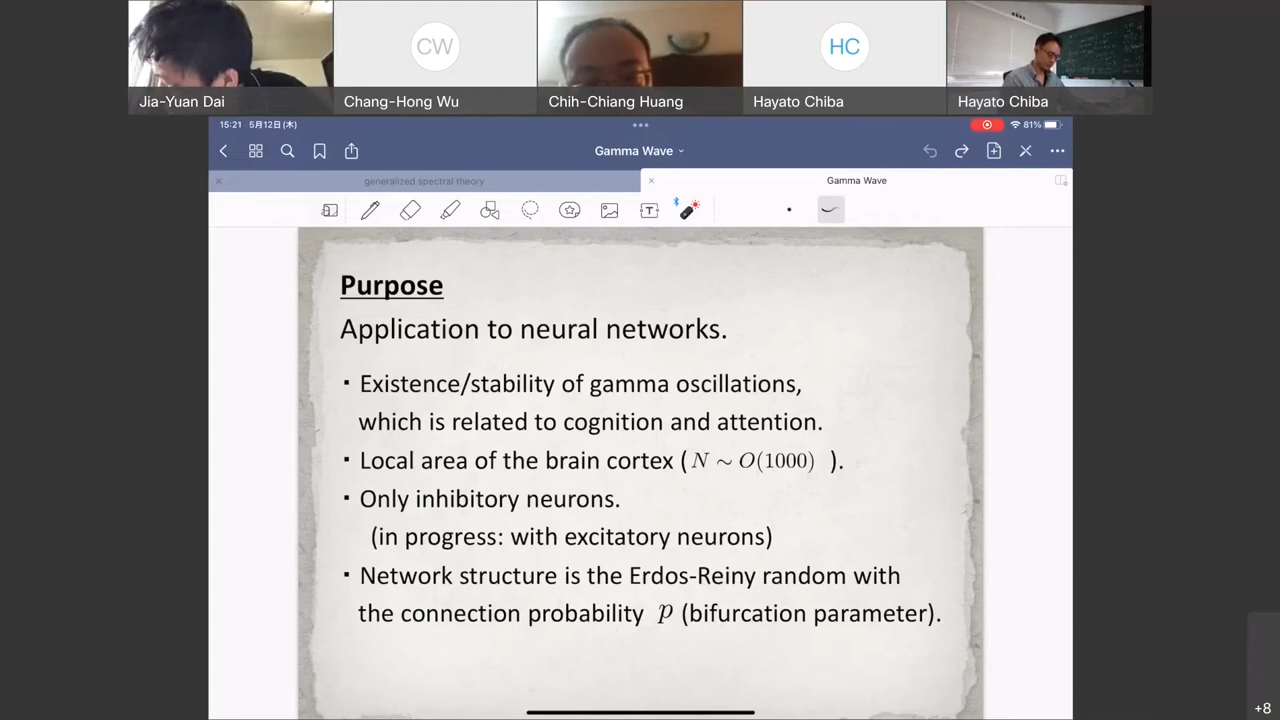 CW
HC
Jia-Yuan Dai
Chang-Hong Wu
Chih-Chiang Huang
Hayato Chiba
Hayato Chiba
15:21 5月12日(木)
81%
Gamma Wave
generalized spectral theory
Gamma Wave
Purpose
Application to neural networks.
・Existence/stability of gamma oscillations,
which is related to cognition and attention.
・Local area of the brain cortex ( N ~ O(1000) ).
・Only inhibitory neurons.
(in progress: with excitatory neurons)
・Network structure is the Erdos-Reiny random with
the connection probability p (bifurcation parameter).
+8